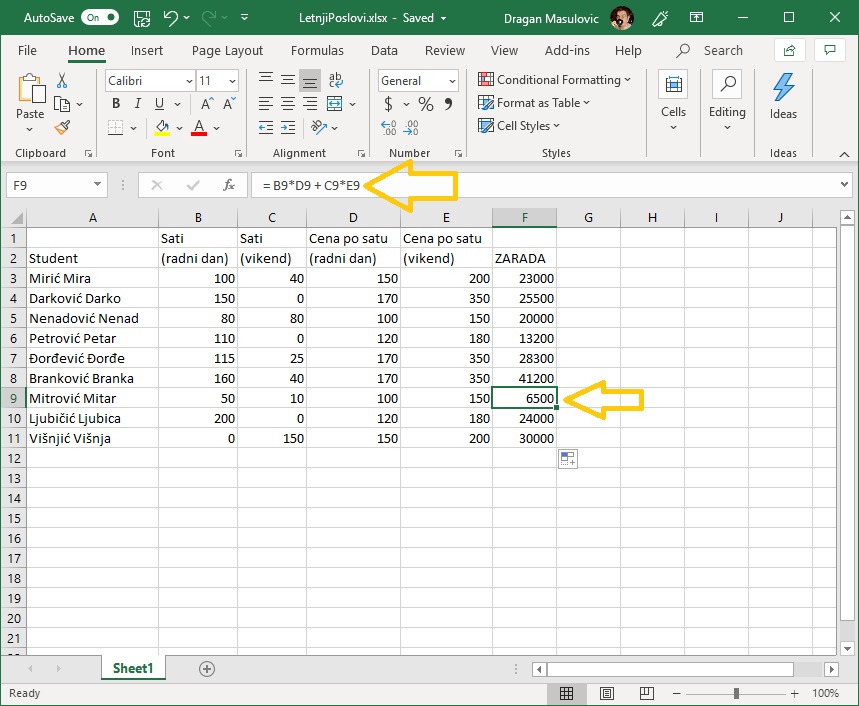 AutoSave On LetnjiPoslovi.xlsx - Saved Dragan Masulovic
File Home Insert Page Layout Formulas Data Review View Add-ins Help Search
Paste
Calibri 11
B I U A A
A
ab
General
$ % 9
.00 .00
Conditional Formatting
Format as Table
Cell Styles
Cells
Editing
Ideas
Clipboard Font Alignment Number Styles Ideas
F9 fx = B9*D9 + C9*E9
A B C D E F G H I J
1 Sati Sati Cena po satu Cena po satu
2 Student (radni dan) (vikend) (radni dan) (vikend) ZARADA
3 Mirić Mira 100 40 150 200 23000
4 Darković Darko 150 0 170 350 25500
5 Nenadović Nenad 80 80 100 150 20000
6 Petrović Petar 110 0 120 180 13200
7 Đorđević Đorđe 115 25 170 350 28300
8 Branković Branka 160 40 170 350 41200
9 Mitrović Mitar 50 10 100 150 6500
10 Ljubičić Ljubica 200 0 120 180 24000
11 Višnjić Višnja 0 150 150 200 30000
12
13
14
15
16
17
18
19
20
21
Sheet1
Ready 100%